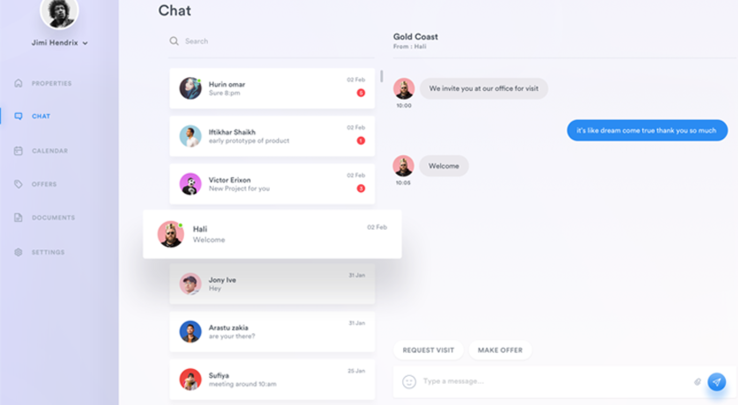 Chat
Jimi Hendrix
Search
PROPERTIES
CHAT
CALENDAR
OFFERS
DOCUMENTS
SETTINGS
Hurin omar
02 Feb
Sure 8:pm
Iftikhar Shaikh
02 Feb
early prototype of product
Victor Erixon
02 Feb
New Project for you
Hali
02 Feb
Welcome
Jony Ive
31 Jan
Hey
Arastu zakia
31 Jan
are your there?
Sufiya
25 Jan
meeting around 10:am
Gold Coast
From : Hali
We invite you at our office for visit
10:00
it's like dream come true thank you so much
Welcome
10:05
REQUEST VISIT
MAKE OFFER
Type a message...